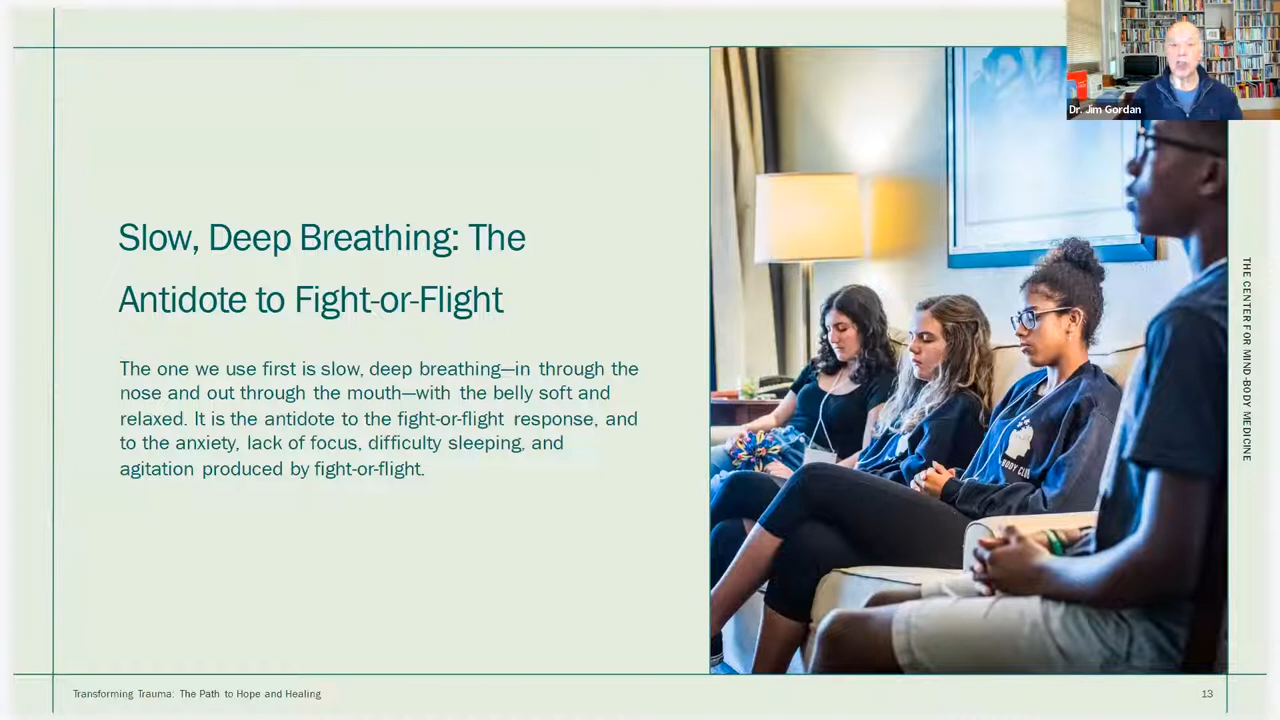 Dr. Jim Gordon
Slow, Deep Breathing: The
Antidote to Fight-or-Flight
The one we use first is slow, deep breathing—in through the
nose and out through the mouth—with the belly soft and
relaxed. It is the antidote to the fight-or-flight response, and
to the anxiety, lack of focus, difficulty sleeping, and
agitation produced by fight-or-flight.
BODY CLUB
THE CENTER FOR MIND-BODY MEDICINE
Transforming Trauma: The Path to Hope and Healing
13